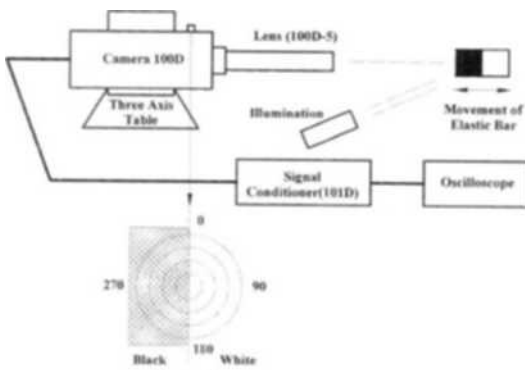 Lens (100D-5)
Camera 100D
Three Axis
Table
Illumination
Movement of
Elastic Bar
Signal
Conditioner(101D)
Oscilloscope
0
270
90
180
Black
White